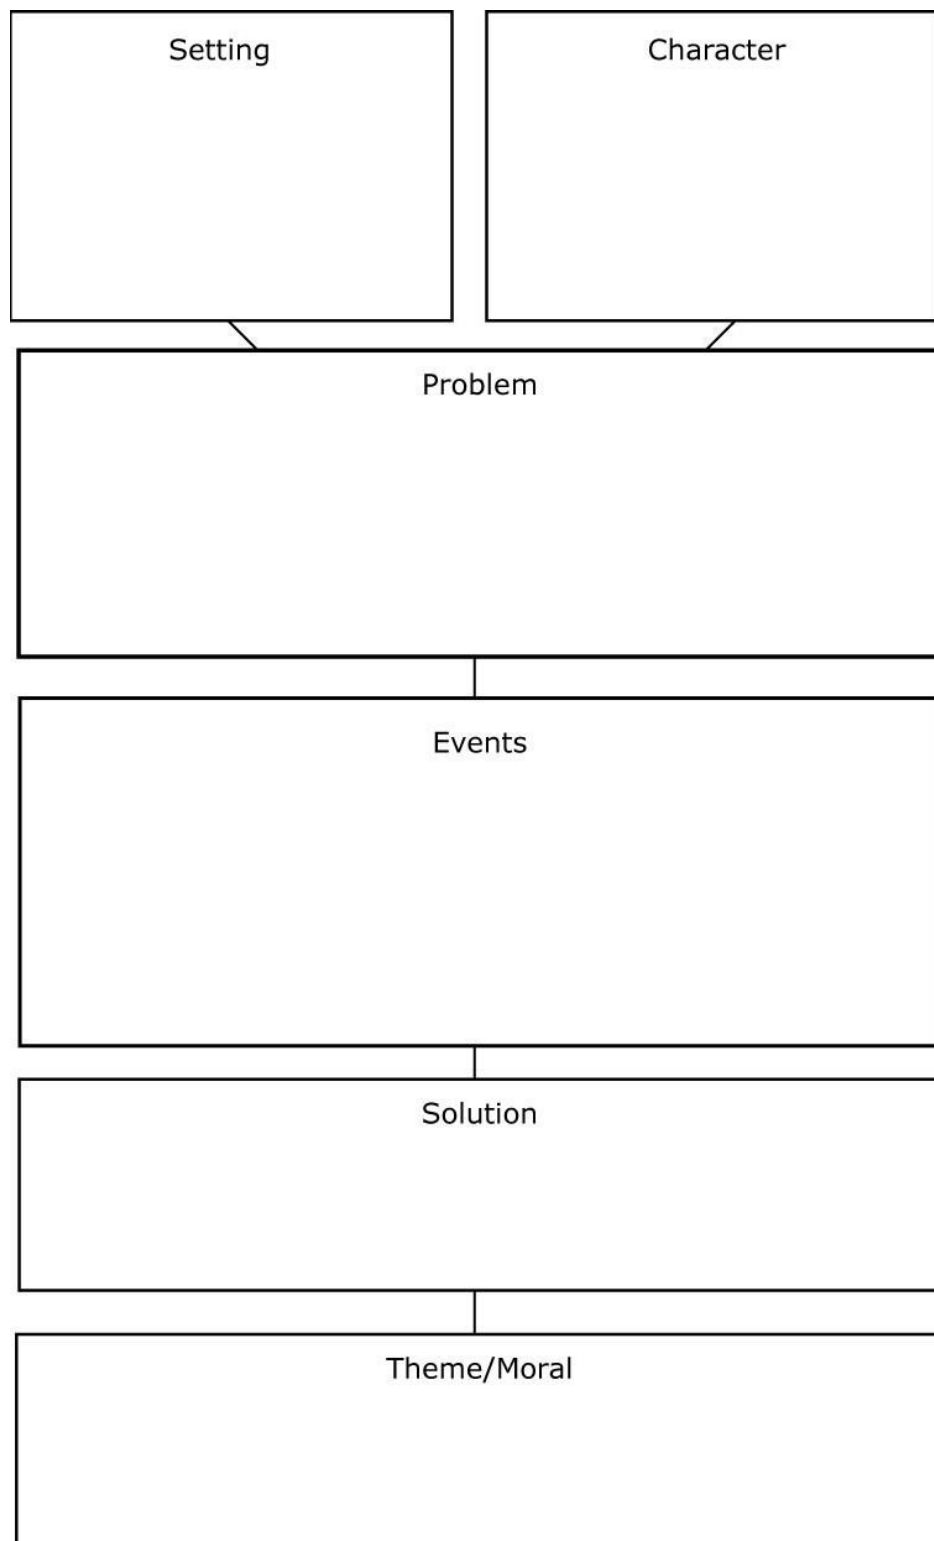 Setting
Character
Problem
Events
Solution
Theme/Moral